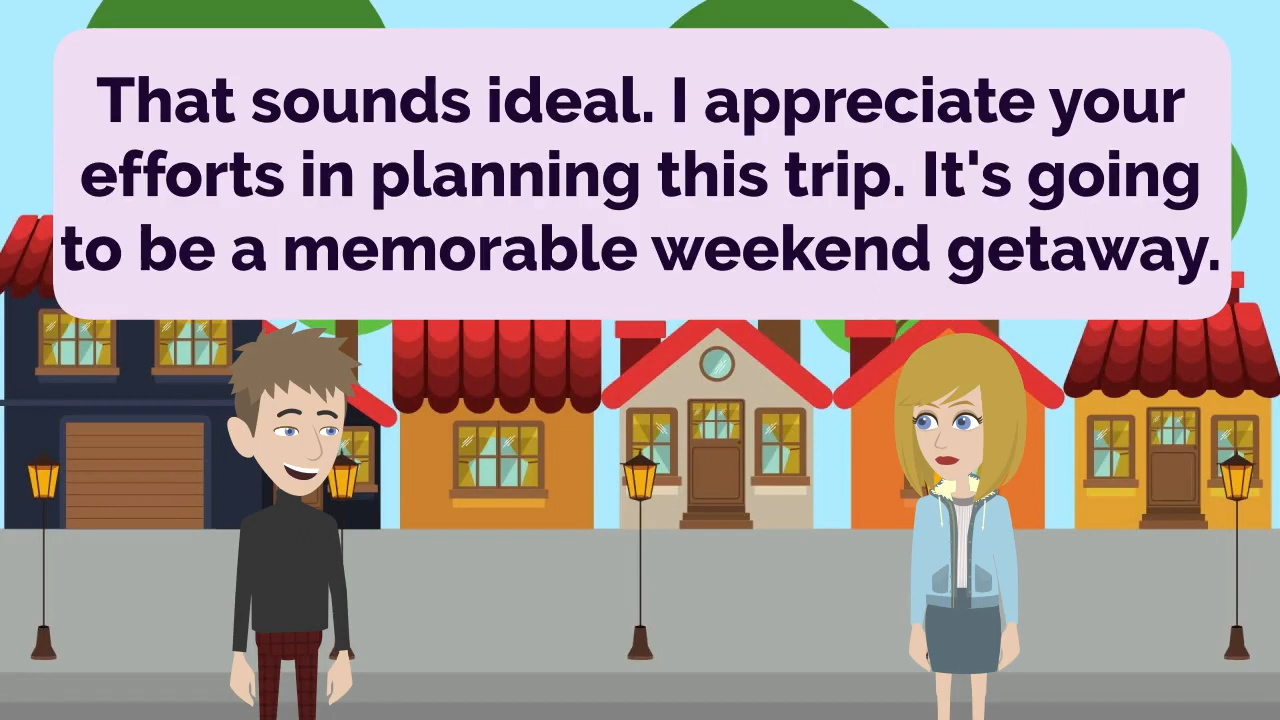 That sounds ideal. I appreciate your
efforts in planning this trip. It's going
to be a memorable weekend getaway.